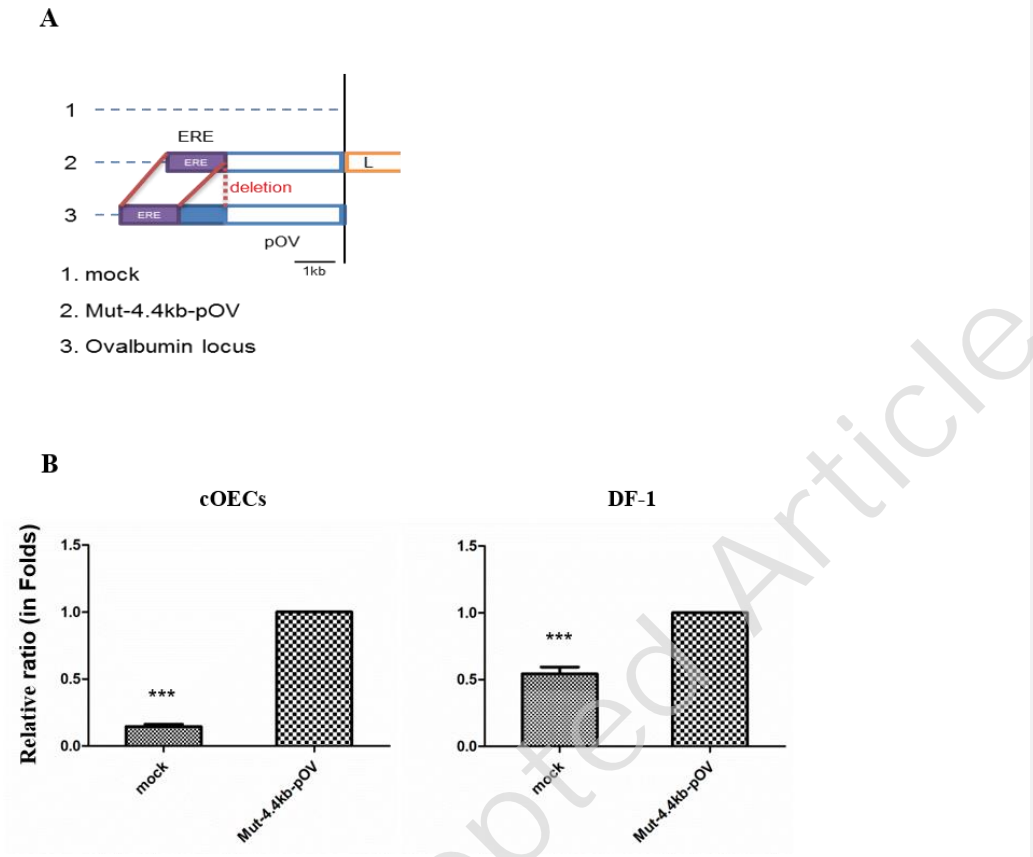 A
1
ERE
2
ERE
L
deletion
3
ERE
pOV
1kb
1. mock
2. Mut-4.4kb-pOV
3. Ovalbumin locus
B
cOECs
DF-1
Relative ratio (in Folds)
1.5
1.0
0.5
0.0
***
mock
Mut-4.4kb-pOV
1.5
1.0
0.5
0.0
***
mock
Mut-4.4kb-pOV
pted Article